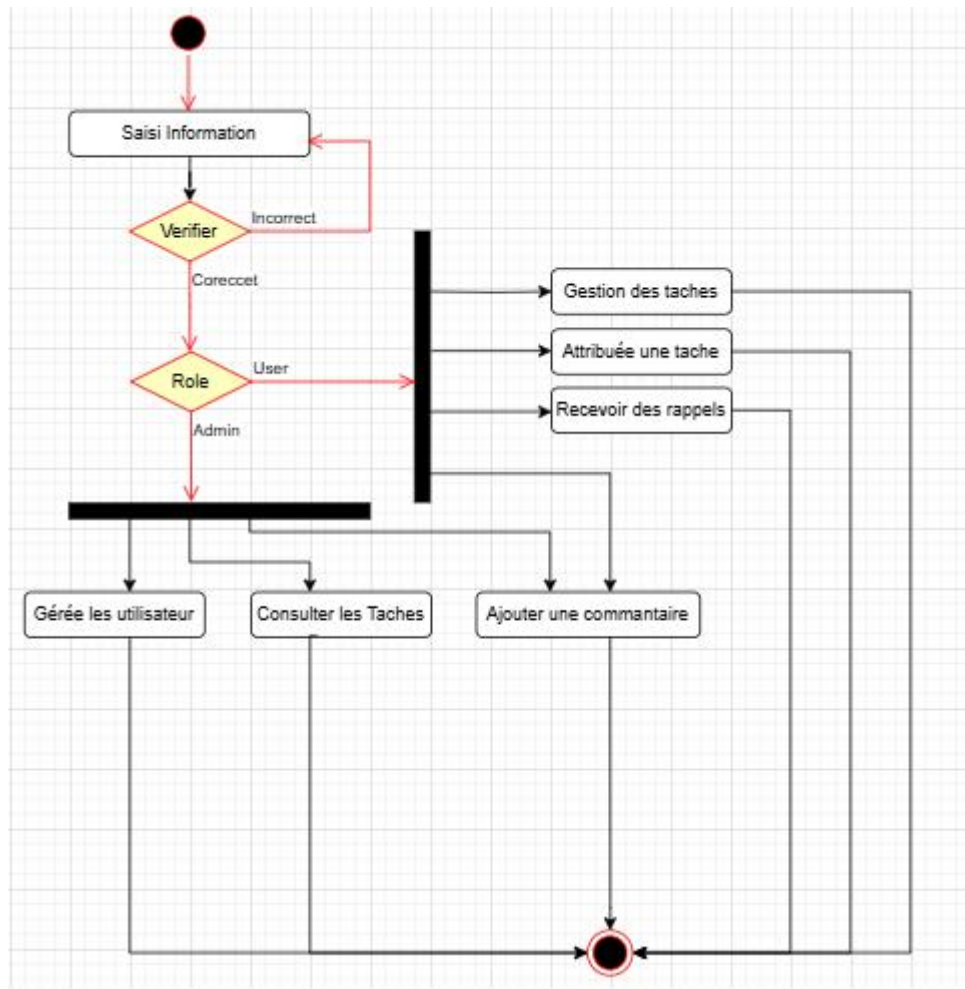 Saisi Information
Verifier
Incorrect
Coreccet
Gestion des taches
Attribuée une tache
Role
User
Recevoir des rappels
Admin
Gérée les utilisateur
Consulter les Taches
Ajouter une commantaire